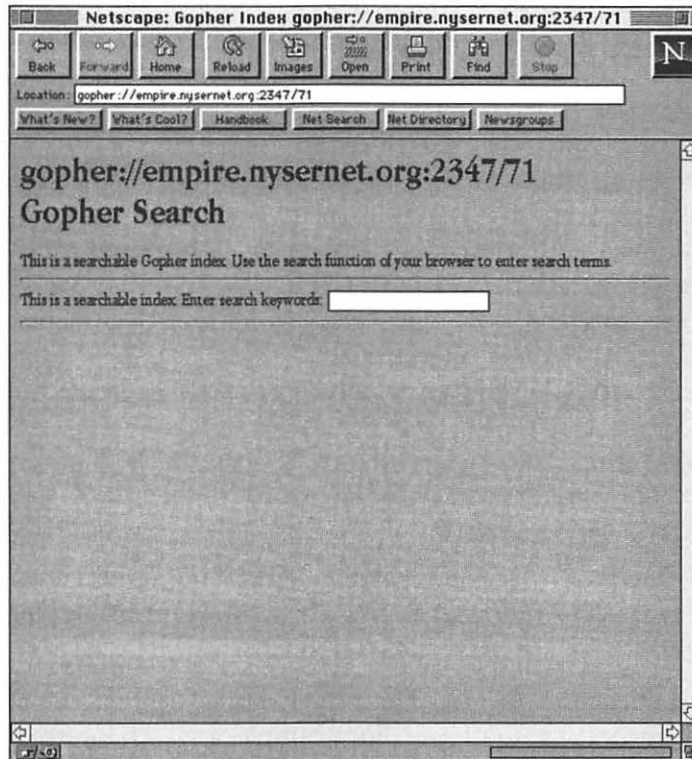 Netscape: Gopher Index gopher://empire.nysernet.org:2347/71
Back Forward Home Reload Images Open Print Find Stop
N
Location: gopher://empire.nysernet.org:2347/71
What's New? What's Cool? Handbook Net Search Net Directory Newsgroups
gopher://empire.nysernet.org:2347/71
Gopher Search
This is a searchable Gopher index. Use the search function of your browser to enter search terms.
This is a searchable index. Enter search keywords: